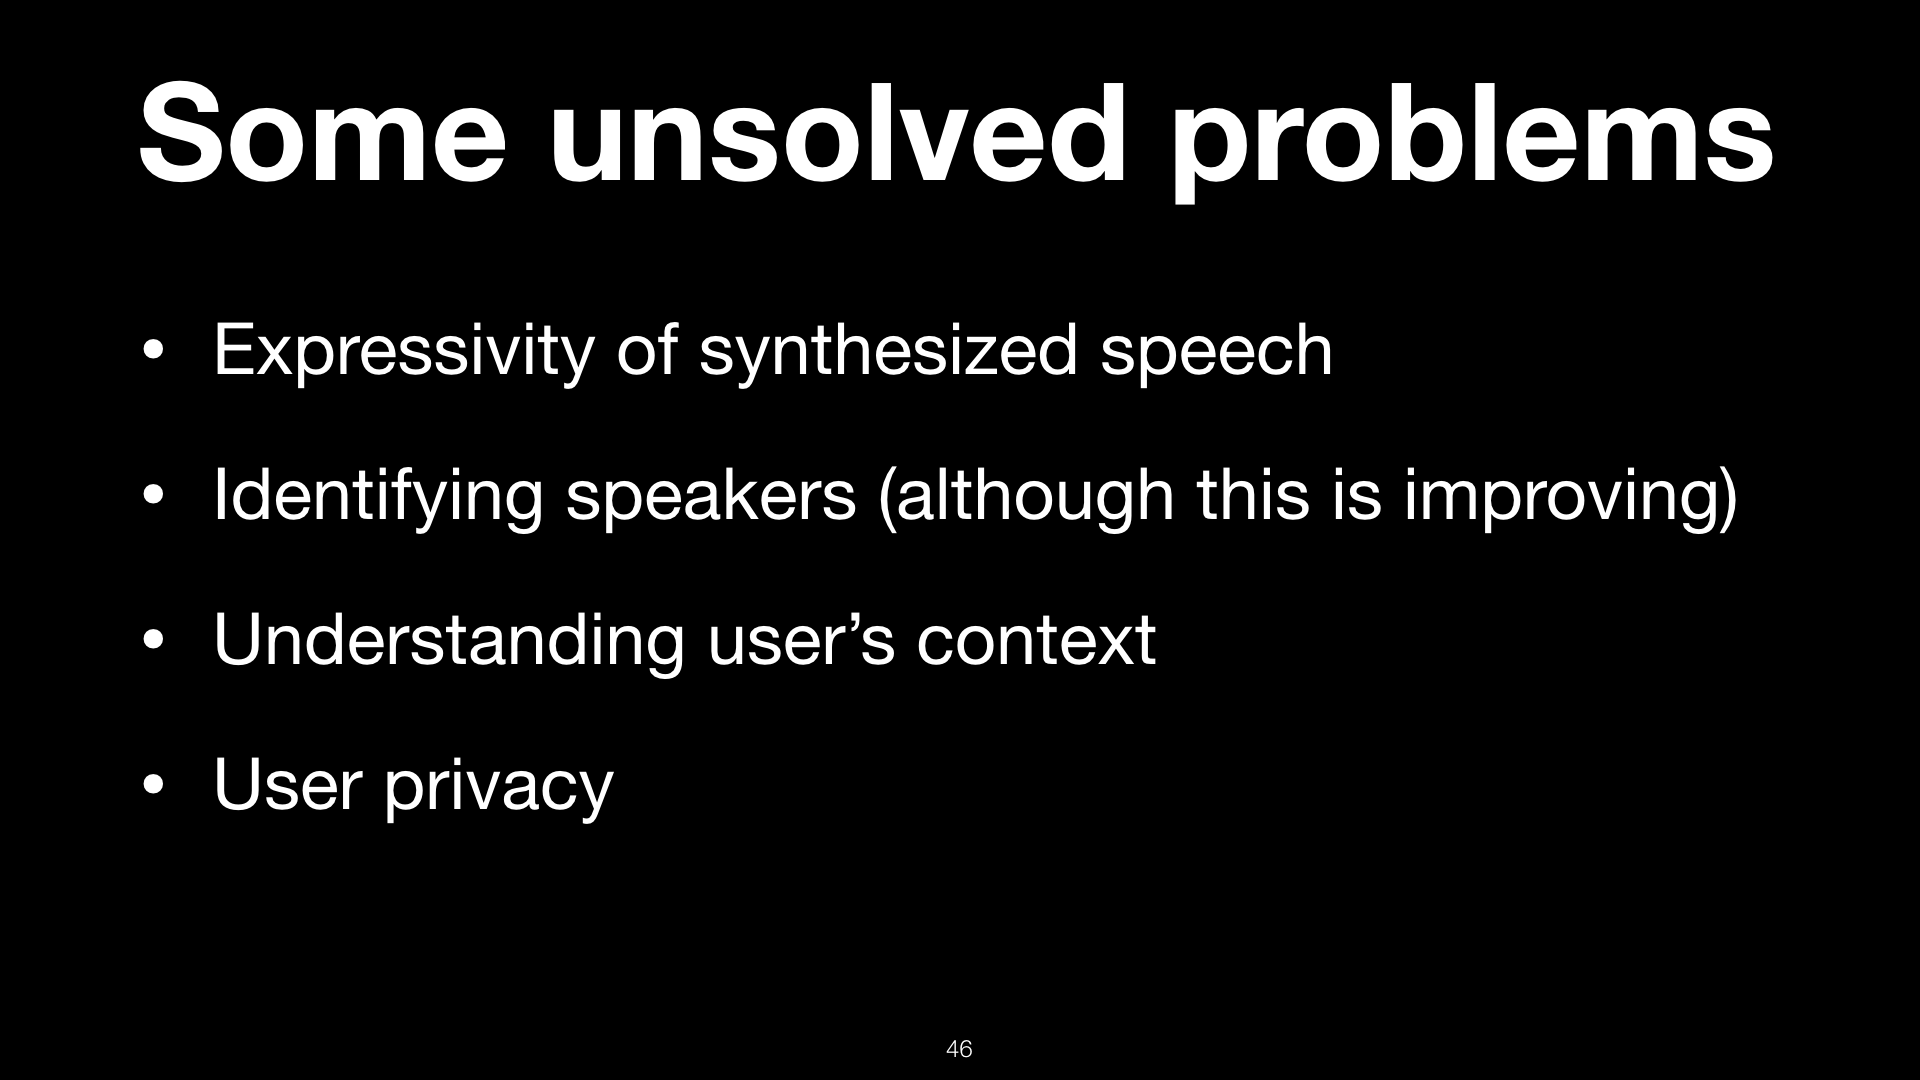 Some unsolved problems
• Expressivity of synthesized speech
• Identifying speakers (although this is improving)
• Understanding user’s context
• User privacy
46